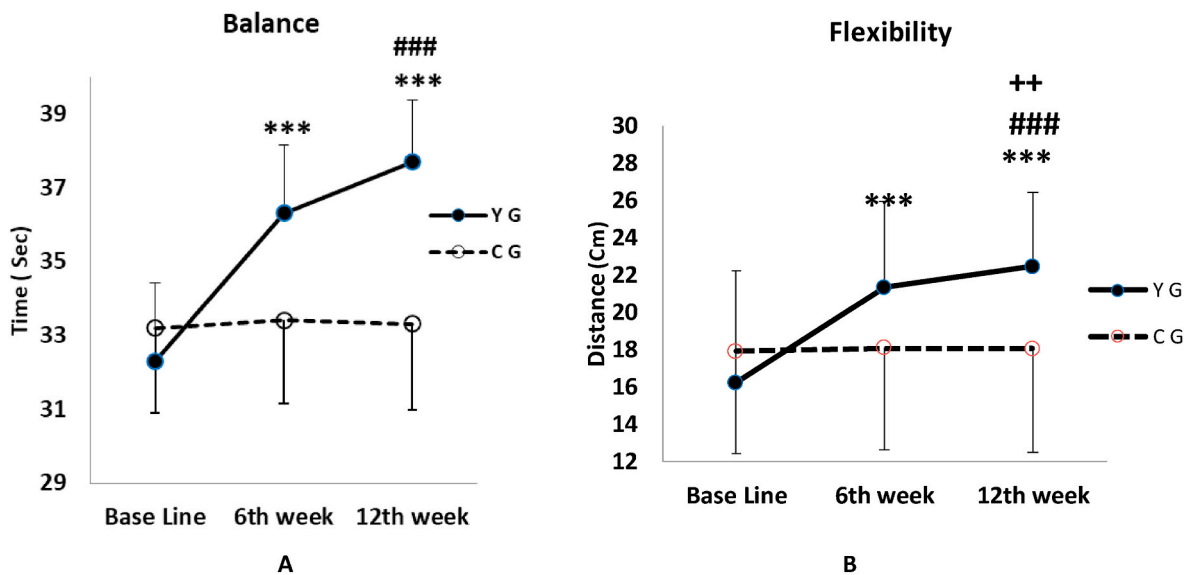 Balance
###
***
***
39
37
35
33
31
29
Time ( Sec)
Y G
C G
Base Line 6th week 12th week
A
Flexibility
++
###
***
***
30
28
26
24
22
20
18
16
14
12
Distance (Cm)
Y G
C G
Base Line 6th week 12th week
B